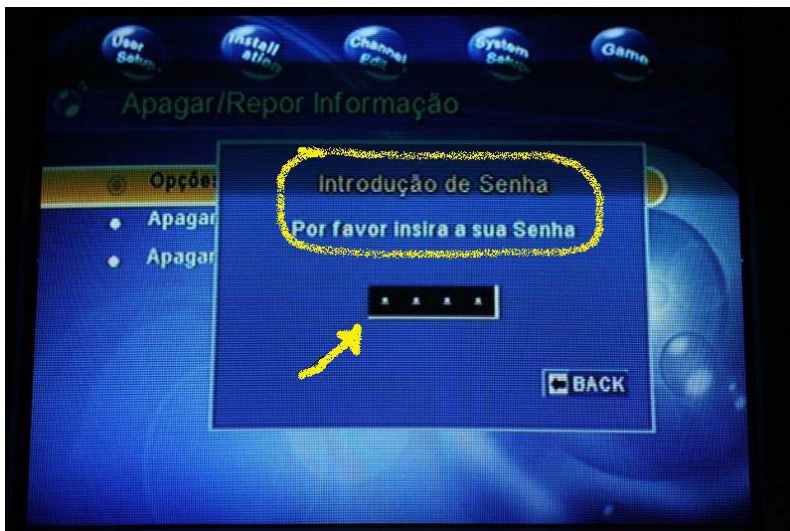 User Setup
Installation
Channel Edit
System Setup
Game
Apagar/Repor Informação
Introdução de Senha
Opções
Por favor insira a sua Senha
Apagar
Apagar
* * * *
BACK